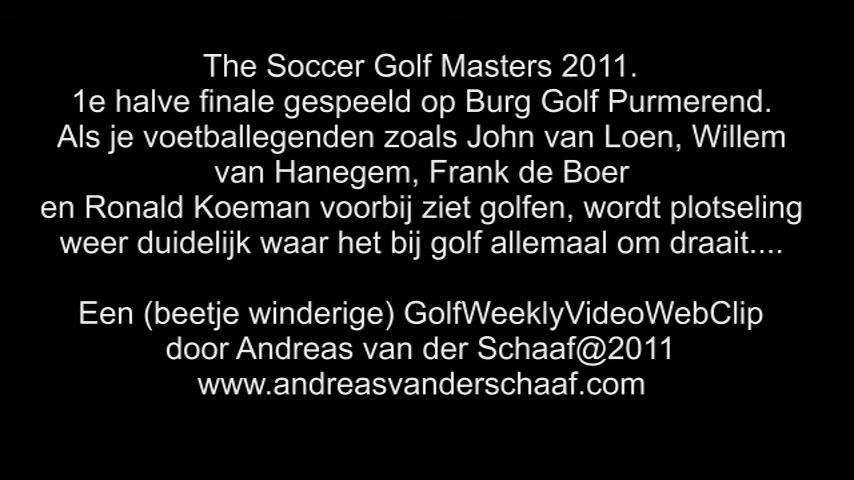 The Soccer Golf Masters 2011.
1e halve finale gespeeld op Burg Golf Purmerend.
Als je voetballegenden zoals John van Loen, Willem
van Hanegem, Frank de Boer
en Ronald Koeman voorbij ziet golfen, wordt plotseling
weer duidelijk waar het bij golf allemaal om draait....
Een (beetje winderige) GolfWeeklyVideoWebClip
door Andreas van der Schaaf@2011
www.andreasvanderschaaf.com